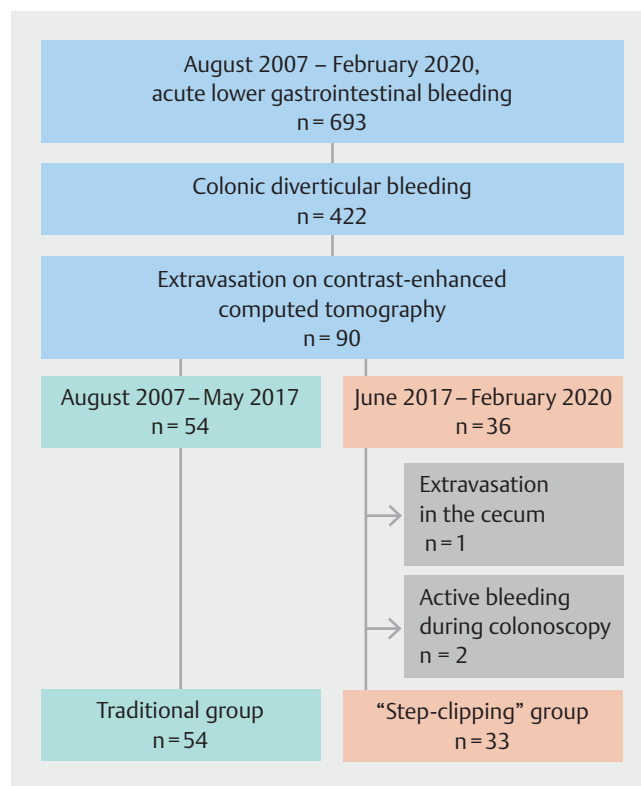 August 2007 – February 2020,
acute lower gastrointestinal bleeding
n = 693
Colonic diverticular bleeding
n = 422
Extravasation on contrast-enhanced
computed tomography
n = 90
August 2007 – May 2017
n = 54
June 2017 – February 2020
n = 36
Extravasation
in the cecum
n = 1
Active bleeding
during colonoscopy
n = 2
Traditional group
n = 54
“Step-clipping” group
n = 33